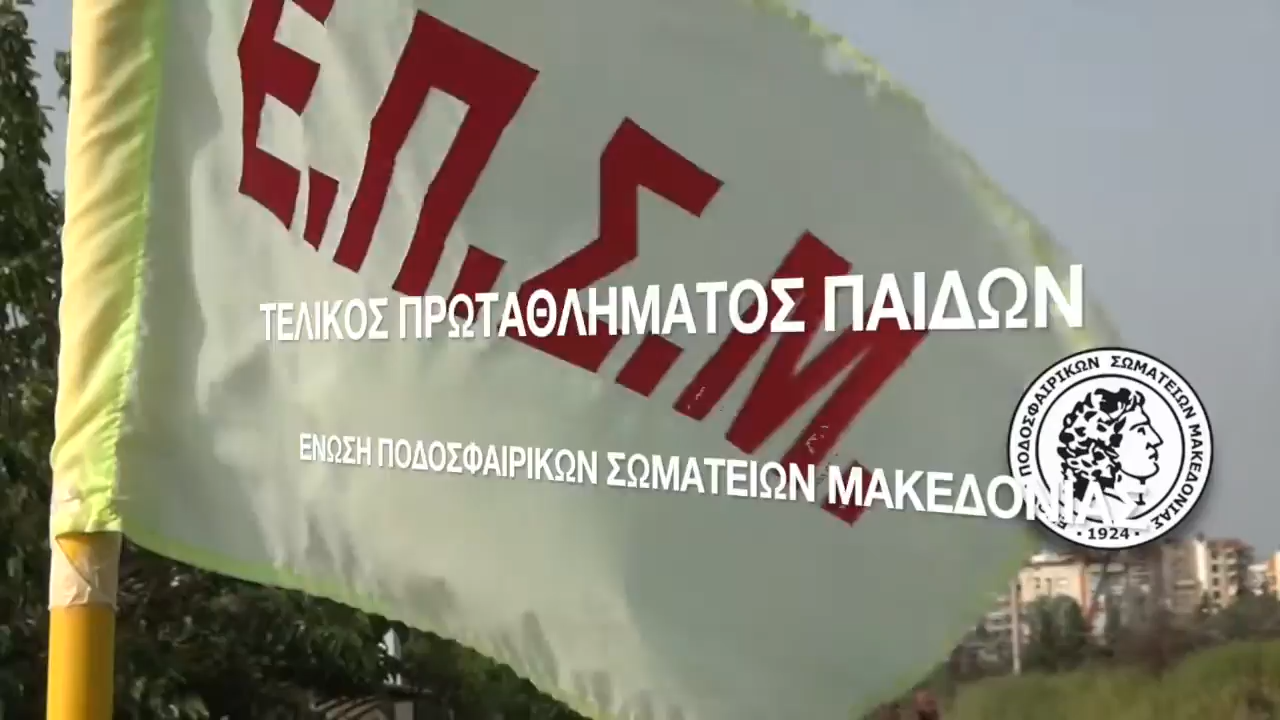 Ε.Π.Σ.Μ.
ΤΕΛΙΚΟΣ ΠΡΩΤΑΘΛΗΜΑΤΟΣ ΠΑΙΔΩΝ
ΕΝΩΣΗ ΠΟΔΟΣΦΑΙΡΙΚΩΝ ΣΩΜΑΤΕΙΩΝ ΜΑΚΕΔΟΝΙΑΣ
ΠΟΔΟΣΦΑΙΡΙΚΩΝ ΣΩΜΑΤΕΙΩΝ ΜΑΚΕΔΟΝΙΑΣ
· 1924 ·